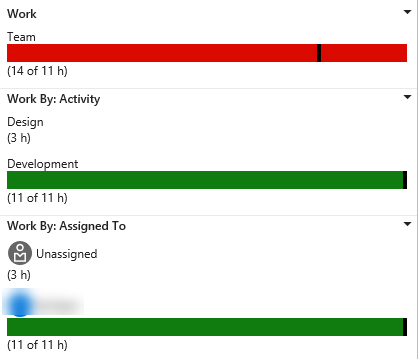 Work
Team
(14 of 11 h)
Work By: Activity
Design
(3 h)
Development
(11 of 11 h)
Work By: Assigned To
Unassigned
(3 h)
(11 of 11 h)